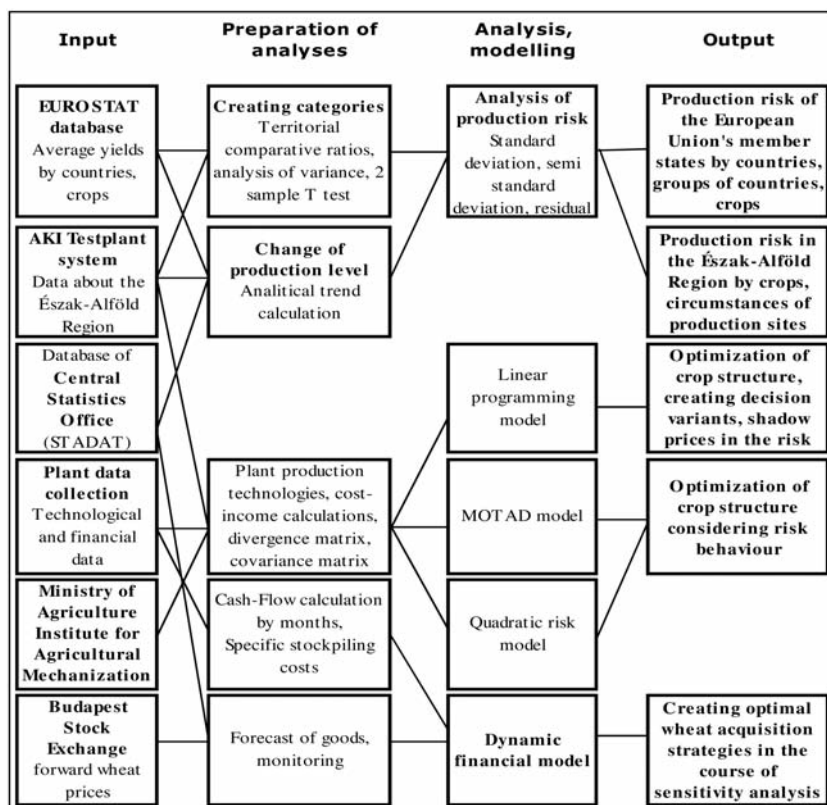 Input
Preparation of
analyses
Analysis,
modelling
Output
EUROSTAT
database
Average yields
by countries,
crops
AKI Testplant
system
Data about the
Észak-Alföld
Region
Database of
Central
Statistics
Office
(STADAT)
Plant data
collection
Technological
and financial
data
Ministry of
Agriculture
Institute for
Agricultural
Mechanization
Budapest
Stock
Exchange
forward wheat
prices
Creating categories
Territorial
comparative ratios,
analysis of variance, 2
sample T test
Change of
production level
Analitical trend
calculation
Plant production
technologies, cost-
income calculations,
divergence matrix,
covariance matrix
Cash-Flow calculation
by months,
Specific stockpiling
costs
Forecast of goods,
monitoring
Analysis of
production risk
Standard
deviation, semi
standard
deviation, residual
Linear
programming
model
MOTAD model
Quadratic risk
model
Dynamic
financial model
Production risk of
the European
Union's member
states by countries,
groups of countries,
crops
Production risk in
the Észak-Alföld
Region by crops,
circumstances of
production sites
Optimization of
crop structure,
creating decision
variants, shadow
prices in the risk
Optimization of
crop structure
considering risk
behaviour
Creating optimal
wheat acquisition
strategies in the
course of
sensitivity analysis